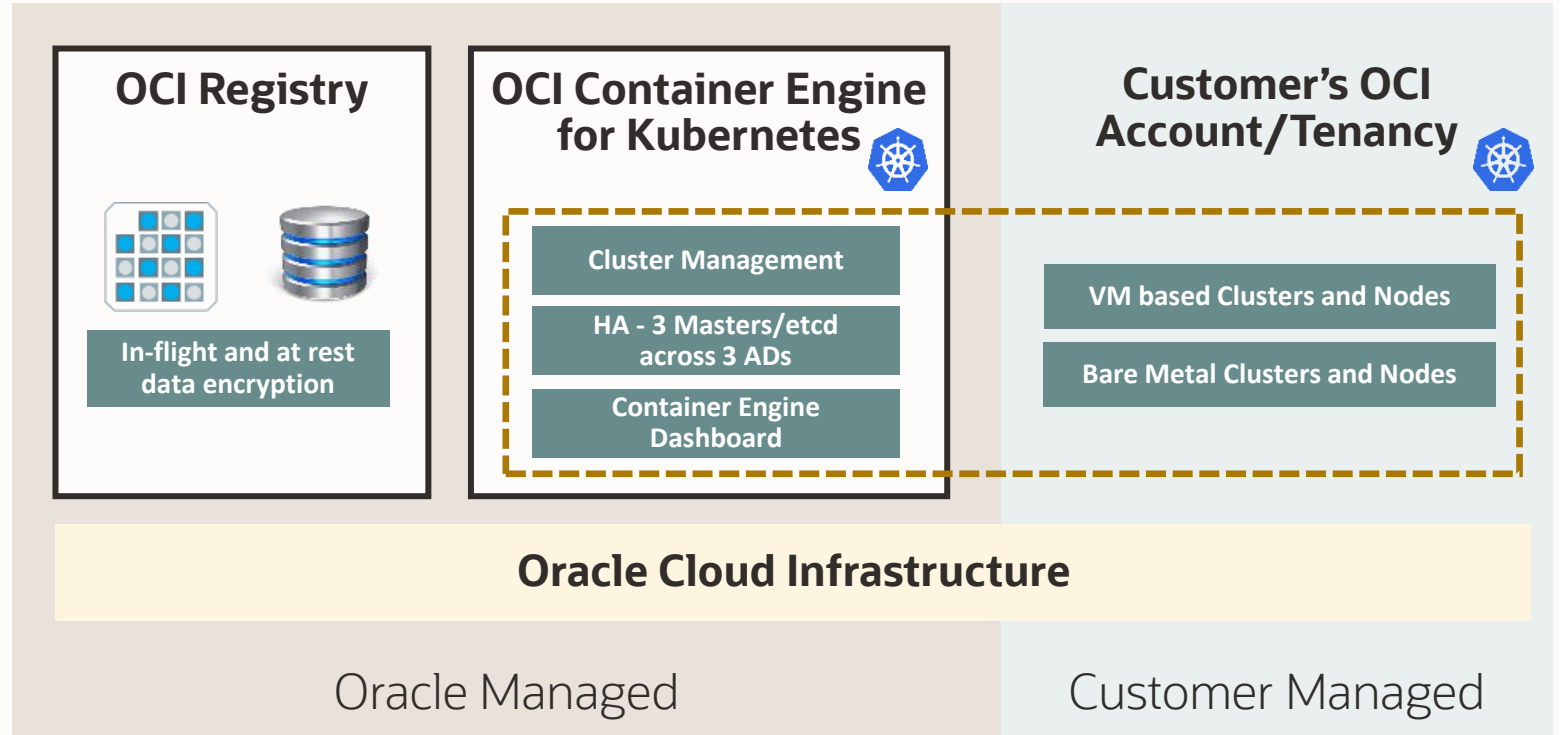 OCI Registry
In-flight and at rest
data encryption
OCI Container Engine
for Kubernetes
Cluster Management
HA - 3 Masters/etcd
across 3 ADs
Container Engine
Dashboard
Customer's OCI
Account/Tenancy
VM based Clusters and Nodes
Bare Metal Clusters and Nodes
Oracle Cloud Infrastructure
Oracle Managed
Customer Managed